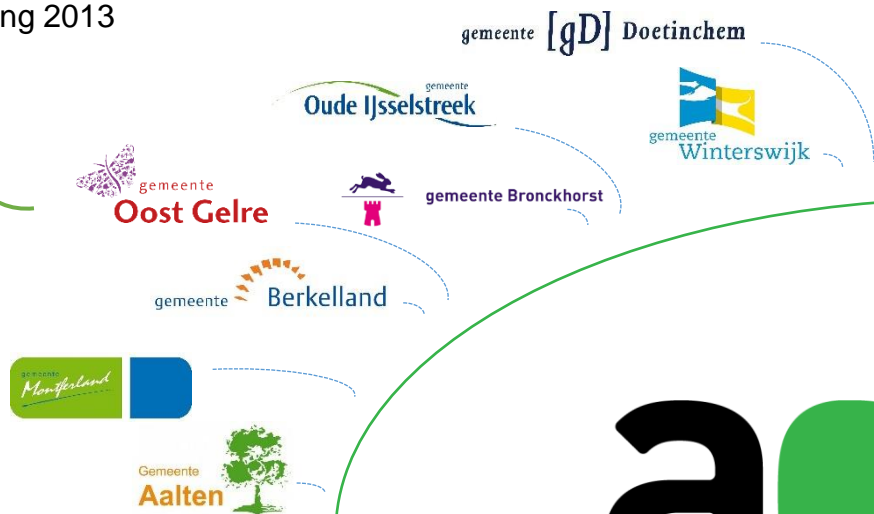 ng 2013
gemeente [gD] Doetinchem
gemeente
Oude IJsselstreek
gemeente
Winterswijk
gemeente
Oost Gelre
gemeente Bronckhorst
gemeente Berkelland
gemeente
Montferland
Gemeente
Aalten
a